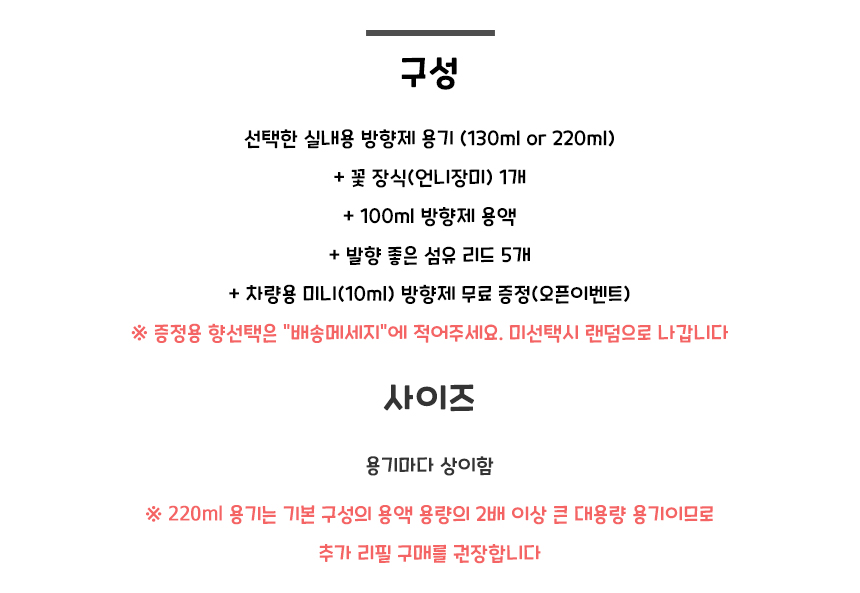 구성
선택한 실내용 방향제 용기 (130ml or 220ml)
+ 꽃 장식(언니장미) 1개
+ 100ml 방향제 용액
+ 발향 좋은 섬유 리드 5개
+ 차량용 미니(10ml) 방향제 무료 증정(오픈이벤트)
※ 증정용 향선택은 "배송메세지"에 적어주세요. 미선택시 랜덤으로 나갑니다
사이즈
용기마다 상이함
※ 220ml 용기는 기본 구성의 용액 용량의 2배 이상 큰 대용량 용기이므로
추가 리필 구매를 권장합니다